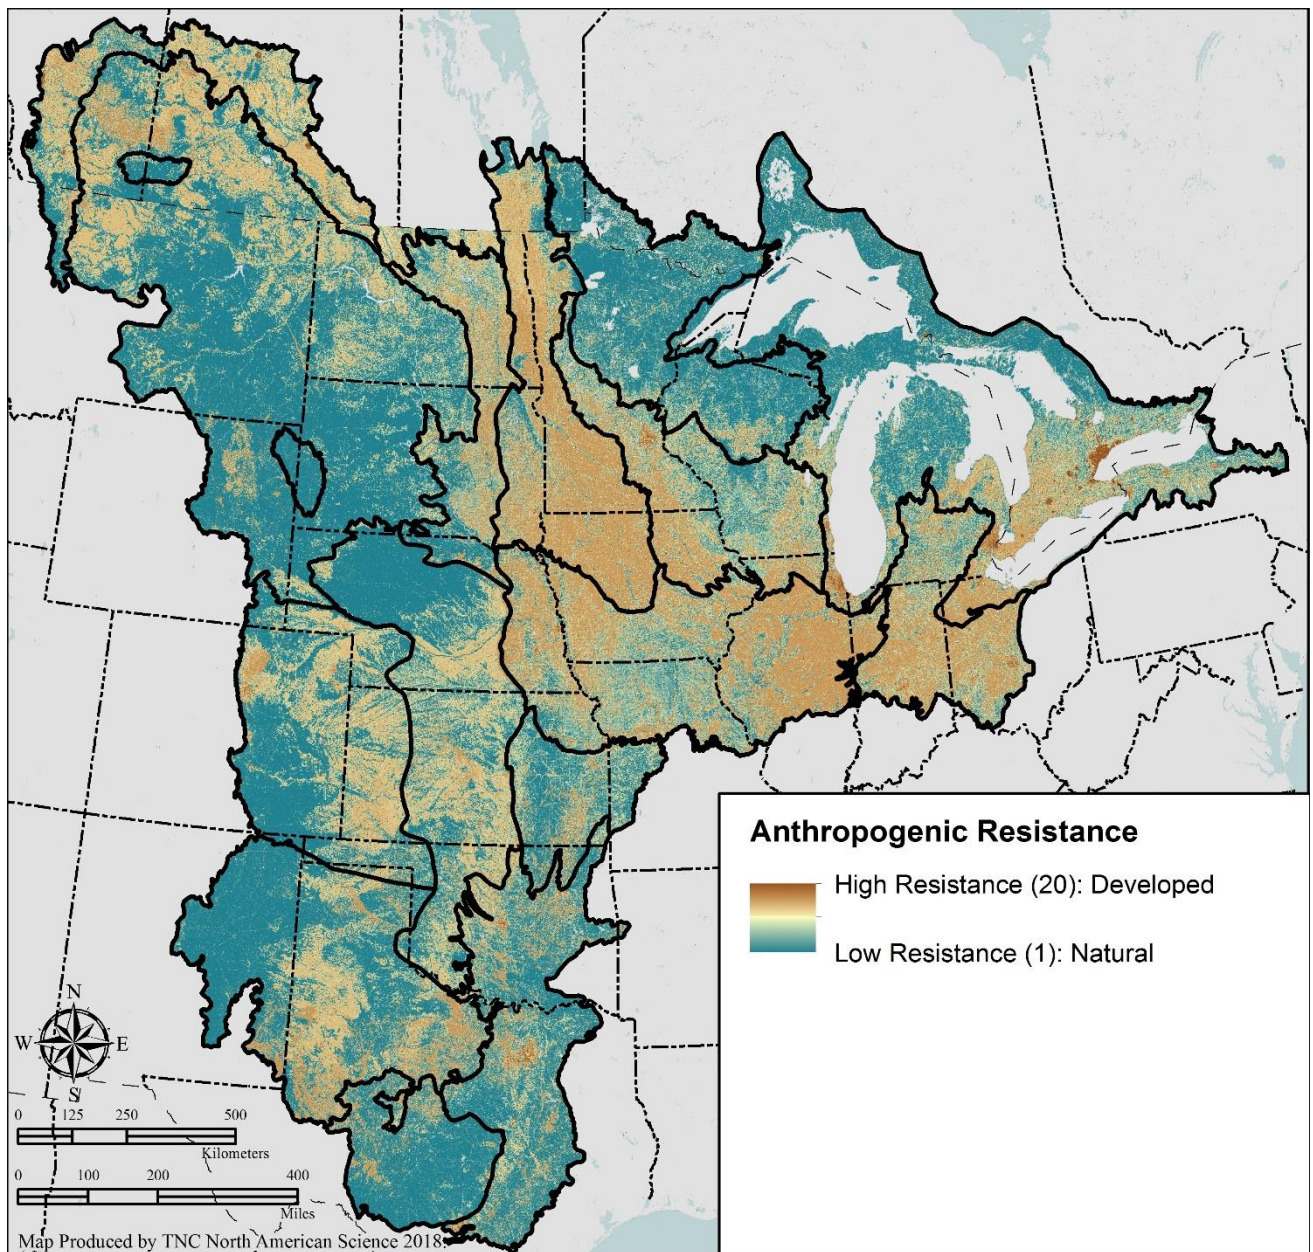 Anthropogenic Resistance
High Resistance (20): Developed
Low Resistance (1): Natural
N
W E
S
0 125 250 500
Kilometers
0 100 200 400
Miles
Map Produced by TNC North American Science 2018.